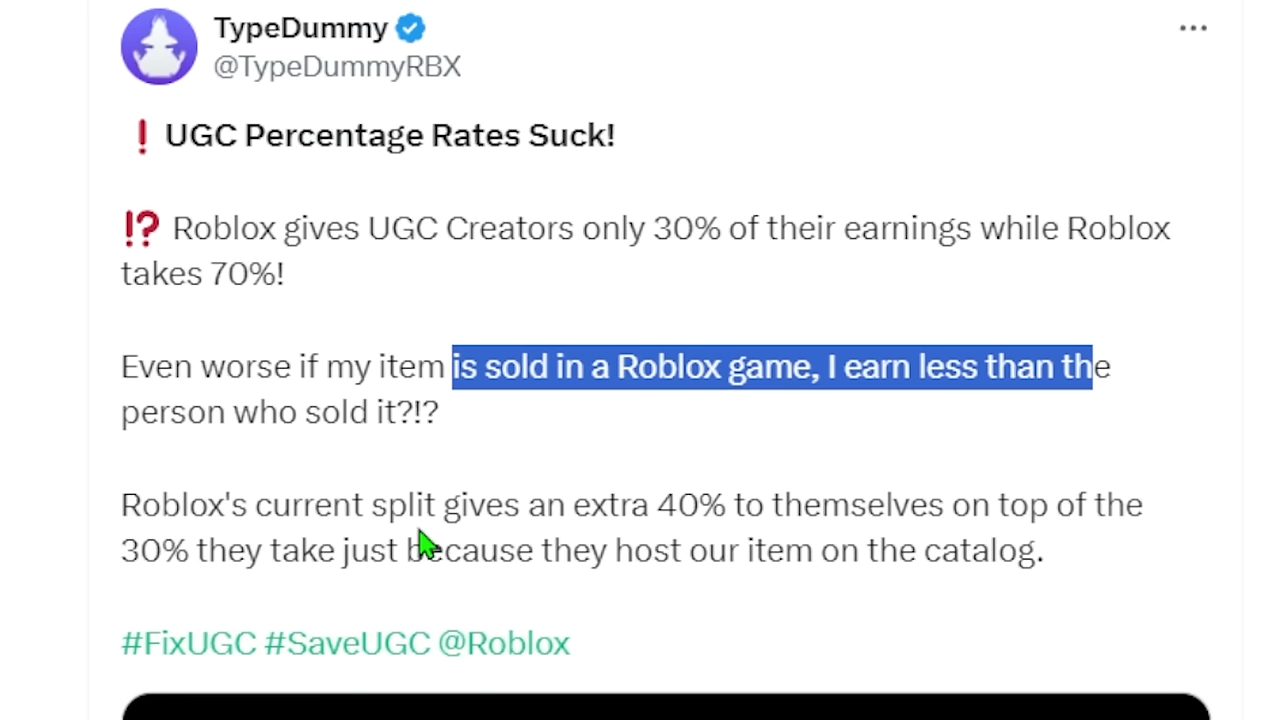 TypeDummy
@TypeDummyRBX
❗ UGC Percentage Rates Suck!
⁉️ Roblox gives UGC Creators only 30% of their earnings while Roblox
takes 70%!
Even worse if my item is sold in a Roblox game, I earn less than the
person who sold it?!?
Roblox's current split gives an extra 40% to themselves on top of the
30% they take just because they host our item on the catalog.
#FixUGC #SaveUGC @Roblox